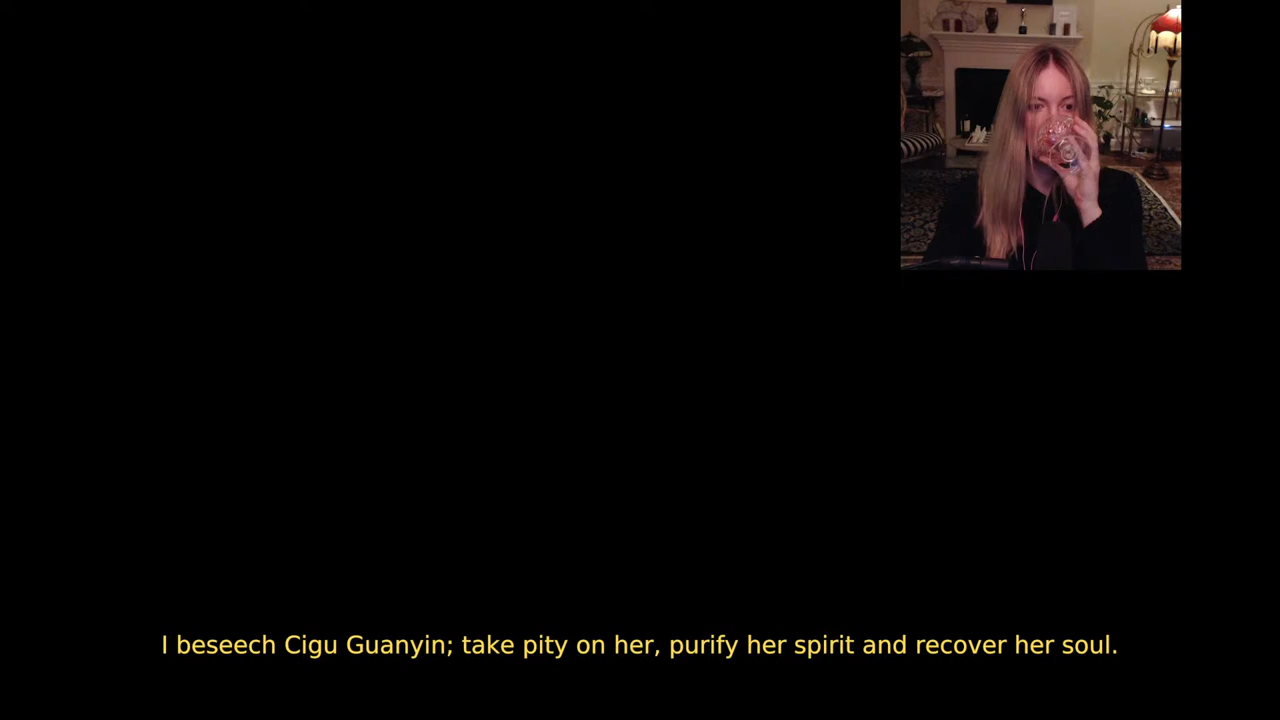 I beseech Cigu Guanyin; take pity on her, purify her spirit and recover her soul.